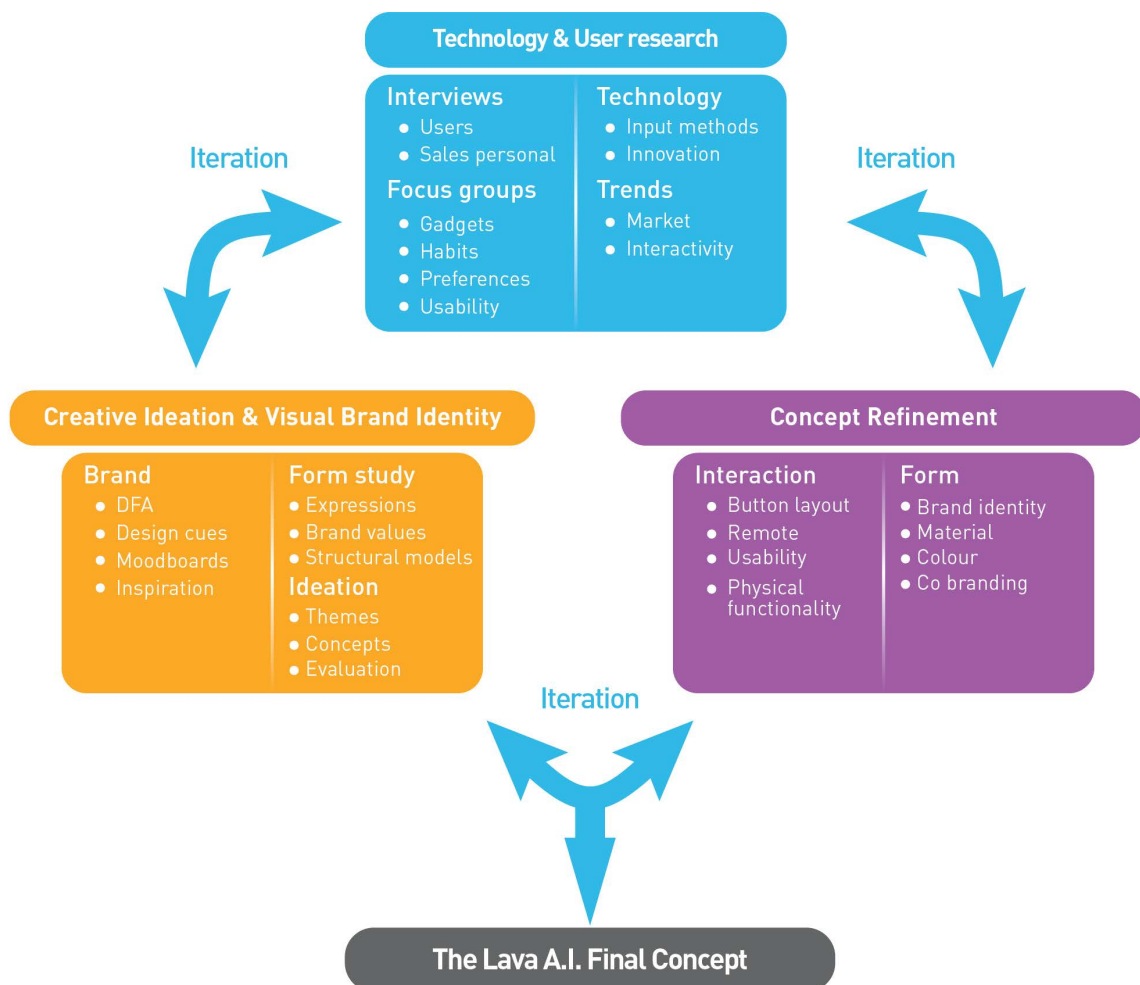 Technology & User research
Interviews
Users
Sales personal
Focus groups
Gadgets
Habits
Preferences
Usability
Technology
Input methods
Innovation
Trends
Market
Interactivity
Iteration
Iteration
Creative Ideation & Visual Brand Identity
Brand
DFA
Design cues
Moodboards
Inspiration
Form study
Expressions
Brand values
Structural models
Ideation
Themes
Concepts
Evaluation
Concept Refinement
Interaction
Button layout
Remote
Usability
Physical
functionality
Form
Brand identity
Material
Colour
Co branding
Iteration
The Lava A.I. Final Concept